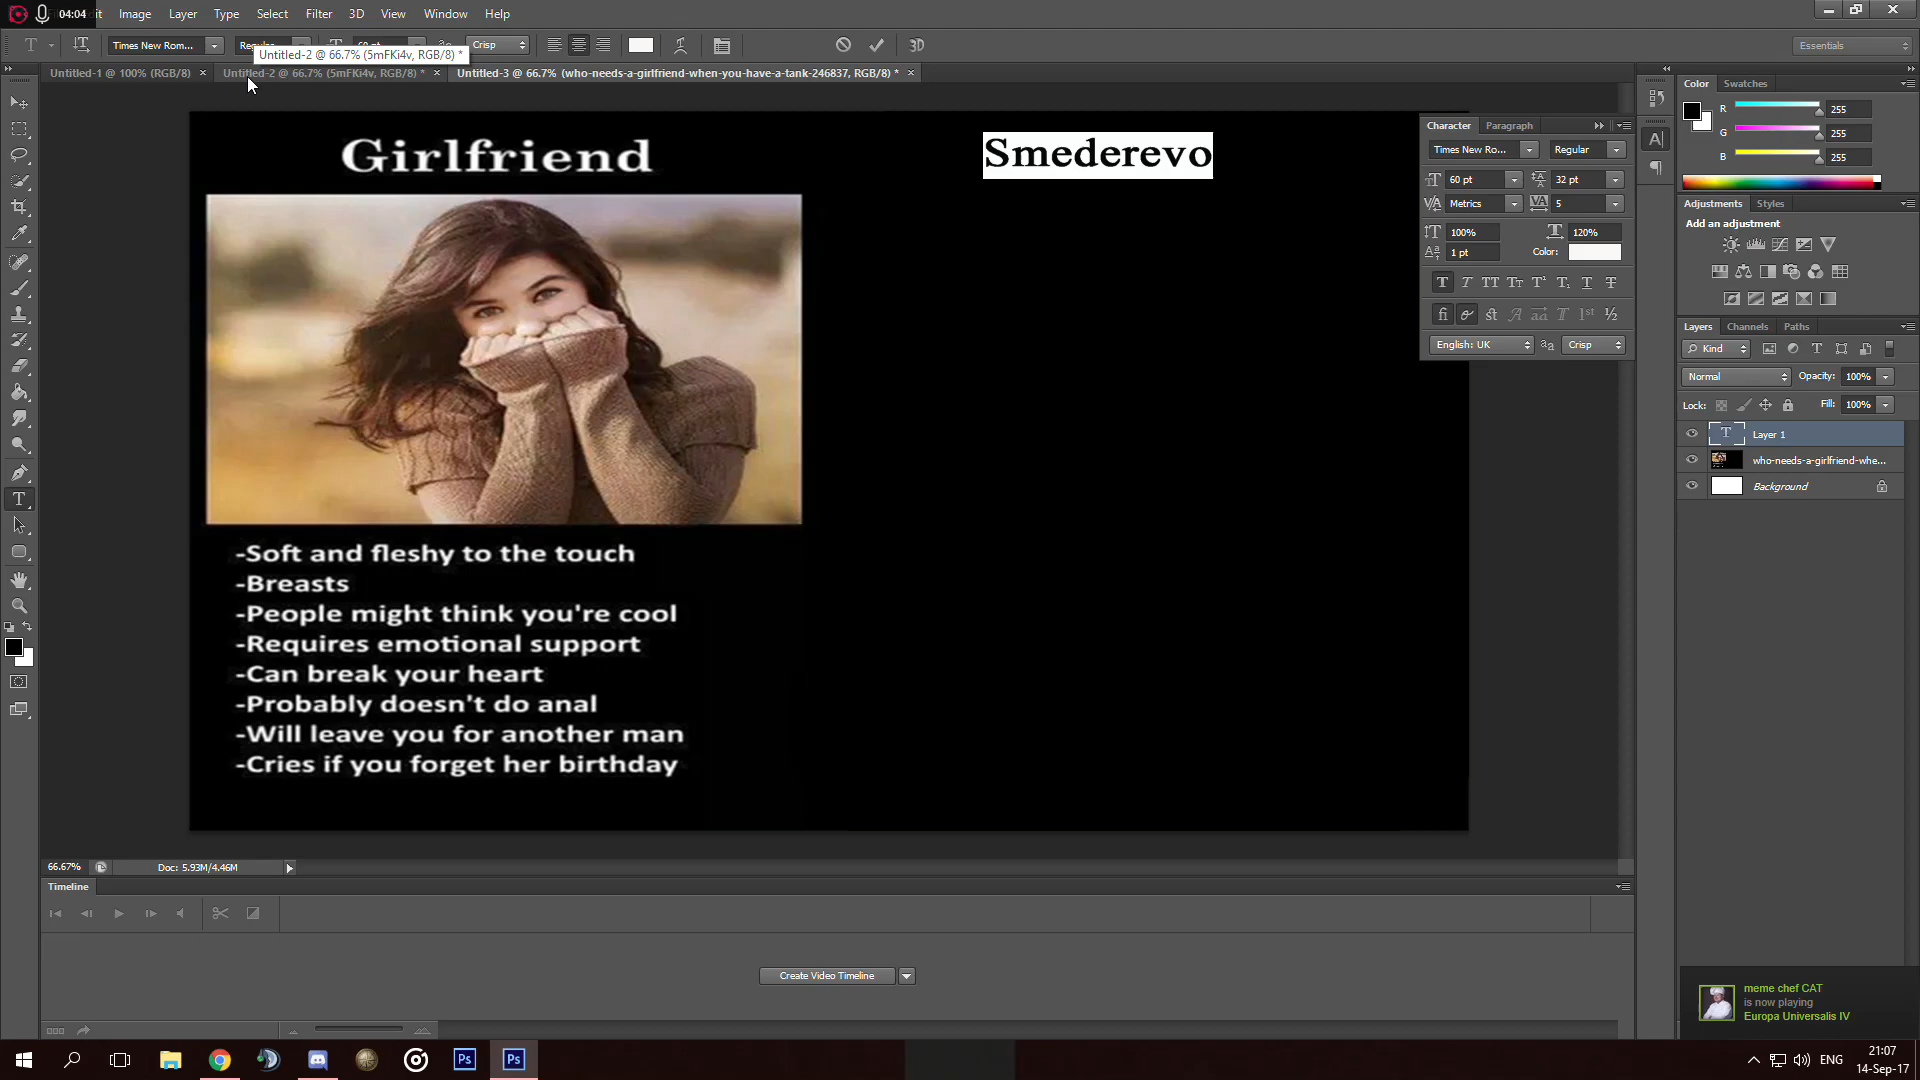 04:04
Edit
Image
Layer
Type
Select
Filter
3D
View
Window
Help
Times New Rom...
Regular
60 pt
Crisp
3D
Essentials
Untitled-2 @ 66.7% (5mFKi4v, RGB/8) *
Untitled-1 @ 100% (RGB/8)
Untitled-2 @ 66.7% (5mFKi4v, RGB/8) *
Untitled-3 @ 66.7% (who-needs-a-girlfriend-when-you-have-a-tank-246837, RGB/8) *
Girlfriend
Smederevo
-Soft and fleshy to the touch
-Breasts
-People might think you're cool
-Requires emotional support
-Can break your heart
-Probably doesn't do anal
-Will leave you for another man
-Cries if you forget her birthday
Character
Paragraph
Times New Ro...
Regular
60 pt
32 pt
Metrics
5
100%
120%
1 pt
Color:
English: UK
Crisp
Color
Swatches
R
255
G
255
B
255
Adjustments
Styles
Add an adjustment
Layers
Channels
Paths
Kind
Normal
Opacity:
100%
Lock:
Fill:
100%
Layer 1
who-needs-a-girlfriend-whe...
Background
66.67%
Doc: 5.93M/4.46M
Timeline
Create Video Timeline
meme chef CAT
is now playing
Europa Universalis IV
Ps
Ps
ENG
21:07
14-Sep-17